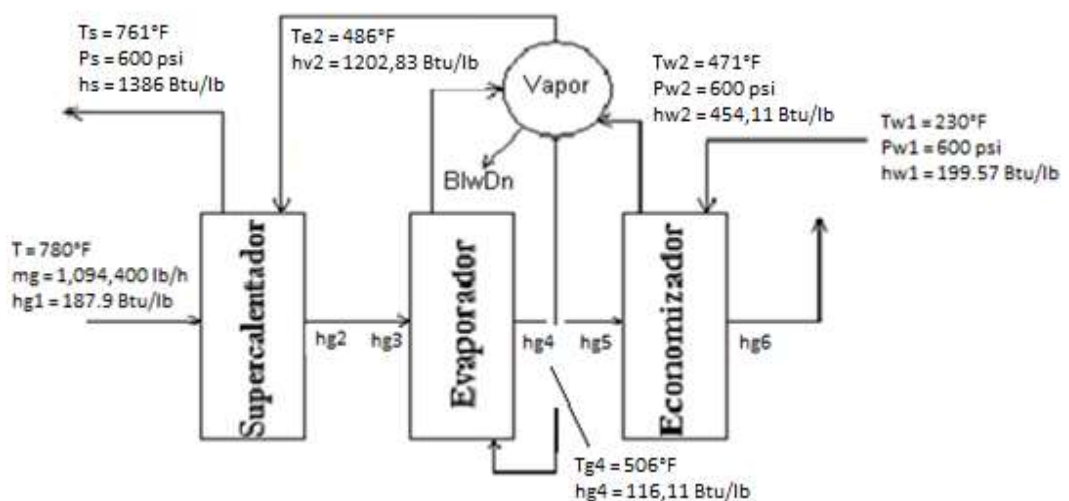 Ts = 761°F
Ps = 600 psi
hs = 1386 Btu/lb
Te2 = 486°F
hv2 = 1202,83 Btu/lb
Vapor
Tw2 = 471°F
Pw2 = 600 psi
hw2 = 454,11 Btu/lb
Tw1 = 230°F
Pw1 = 600 psi
hw1 = 199.57 Btu/lb
BlwDn
T = 780°F
mg = 1,094,400 lb/h
hg1 = 187.9 Btu/lb
Supercalentador
hg2
hg3
Evaporador
hg4
hg5
Economizador
hg6
Tg4 = 506°F
hg4 = 116,11 Btu/lb